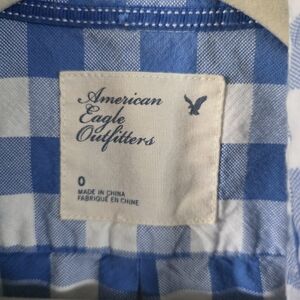 American
Eagle
Outfitters
0
MADE IN CHINA
FABRIQUÉ EN CHINE